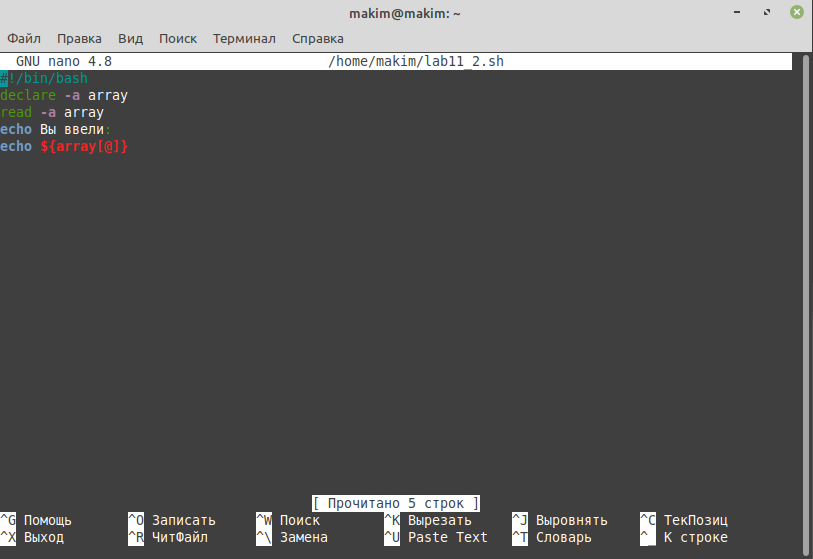 makim@makim: ~
Файл Правка Вид Поиск Терминал Справка
GNU nano 4.8 /home/makim/lab11_2.sh
#!/bin/bash
declare -a array
read -a array
echo Вы ввели:
echo ${array[@]}
[ Прочитано 5 строк ]
^G Помощь ^O Записать ^W Поиск ^K Вырезать ^J Выровнять ^C ТекПозиц
^X Выход ^R ЧитФайл ^\ Замена ^U Paste Text ^T Словарь ^_ К строке